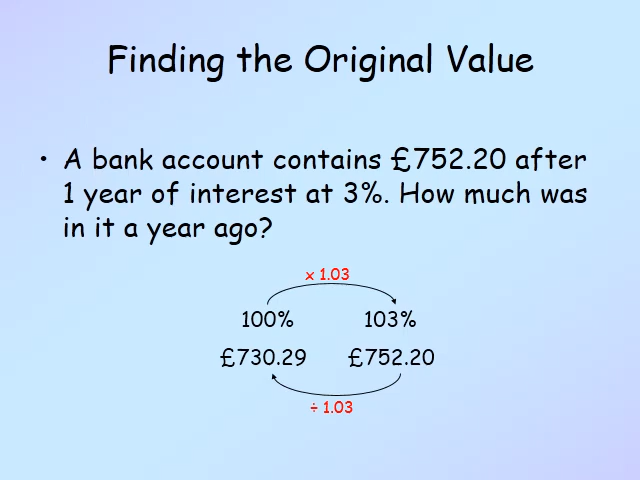 Finding the Original Value
• A bank account contains £752.20 after
1 year of interest at 3%. How much was
in it a year ago?
x 1.03
100% 103%
£730.29 £752.20
÷ 1.03